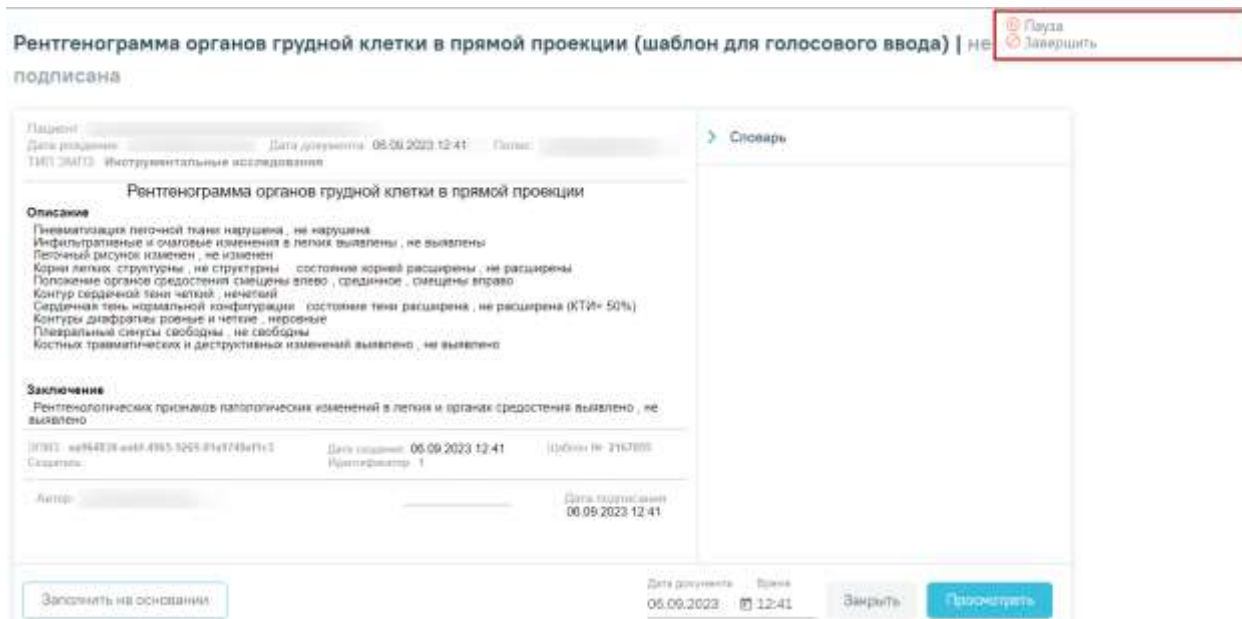 Пауза
Завершить
Рентгенограмма органов грудной клетки в прямой проекции (шаблон для голосового ввода) | не
подписана
Пациент:
Дата рождения: Дата документа: 06.09.2023 12:41 Полис:
ТИП ЭМПЗ: Инструментальные исследования
Рентгенограмма органов грудной клетки в прямой проекции
Описание
Пневматизация легочной ткани нарушена , не нарушена
Инфильтративные и очаговые изменения в легких выявлены , не выявлены
Легочный рисунок изменен , не изменен
Корни легких структурны , не структурны состояние корней расширены , не расширены
Положение органов средостения смещены влево , срединное , смещены вправо
Контур сердечной тени четкий , нечеткий
Сердечная тень нормальной конфигурации состояние тени расширена , не расширена (КТИ= 50%)
Контуры диафрагмы ровные и четкие , неровные
Плевральные синусы свободны , не свободны
Костных травматических и деструктивных изменений выявлено , не выявлено
Заключение
Рентгенологических признаков патологических изменений в легких и органах средостения выявлено , не
выявлено
Дата создания: 06.09.2023 12:41 Шаблон №
Создатель: Идентификатор: 1
Автор: Дата подписания
06.09.2023 12:41
Словарь
Заполнить на основании
Дата документа Время
06.09.2023 12:41
Закрыть Просмотреть